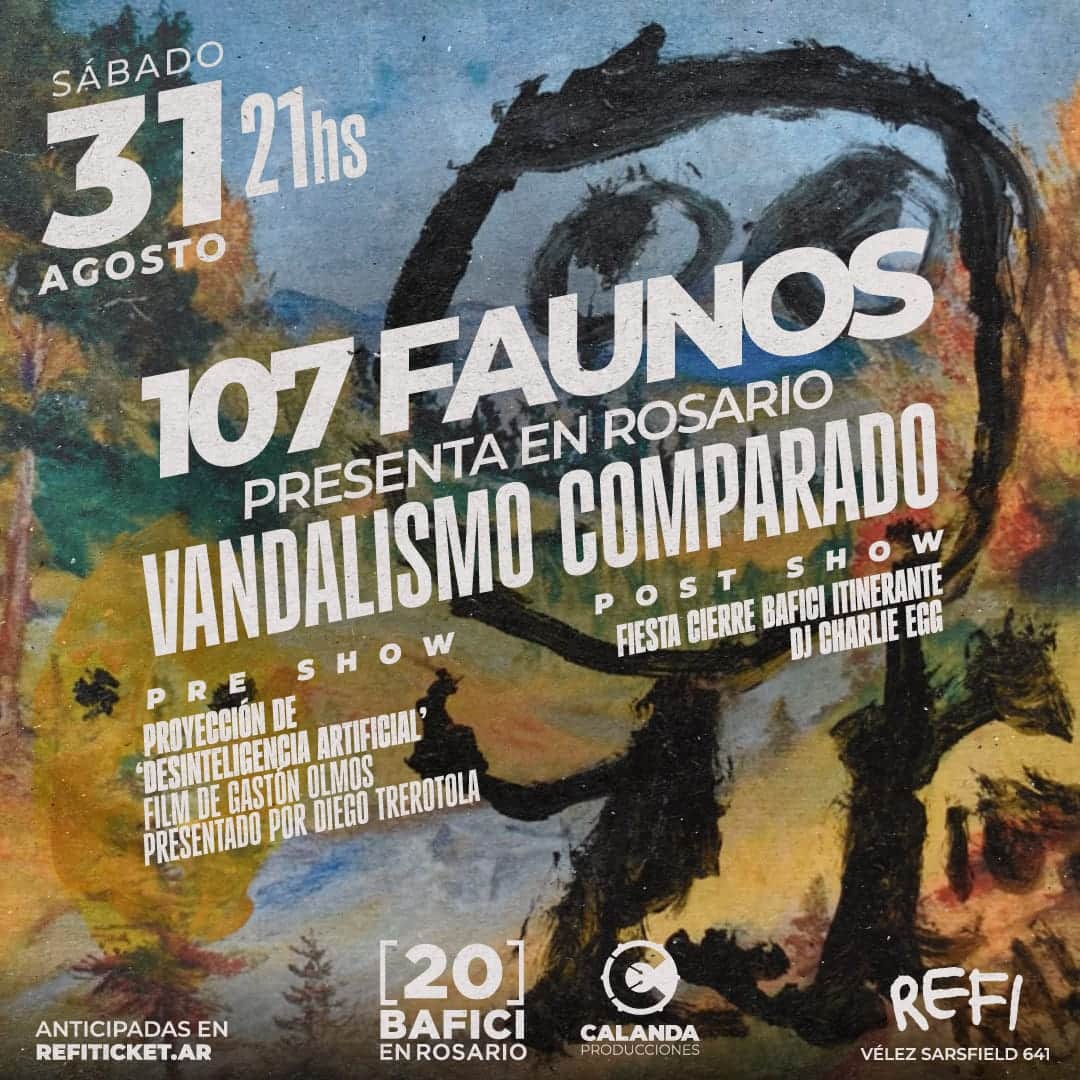 SÁBADO
31
AGOSTO
21hs
107 FAUNOS
PRESENTA EN ROSARIO
VANDALISMO COMPARADO
PRE SHOW
PROYECCIÓN DE
'DESINTELIGENCIA ARTIFICIAL'
FILM DE GASTÓN OLMOS
PRESENTADO POR DIEGO TREROTOLA
POST SHOW
FIESTA CIERRE BAFICI ITINERANTE
DJ CHARLIE EGG
ANTICIPADAS EN
REFITICKET.AR
[20]
BAFICI
EN ROSARIO
CALANDA
PRODUCCIONES
REFI
VÉLEZ SARSFIELD 641